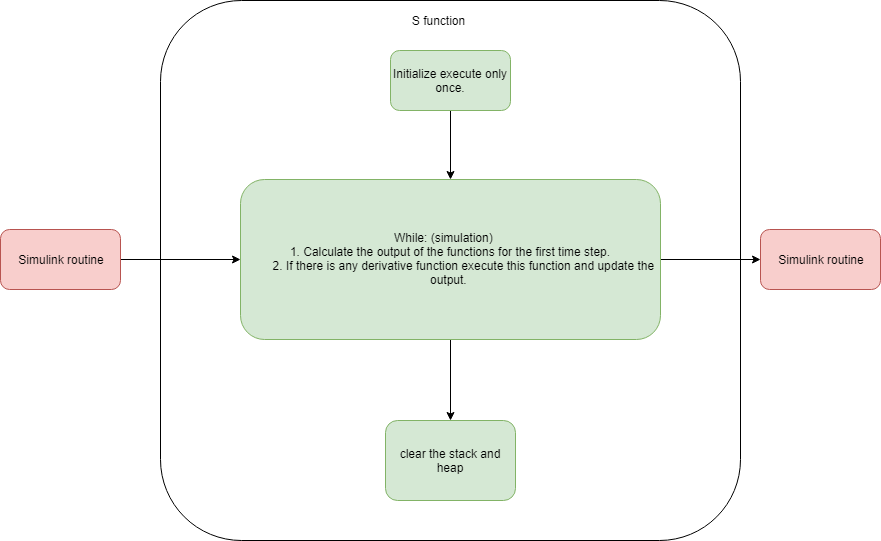 S function
Initialize execute only
once.
While: (simulation)
1. Calculate the output of the functions for the first time step.
2. If there is any derivative function execute this function and update the
output.
Simulink routine
Simulink routine
clear the stack and
heap